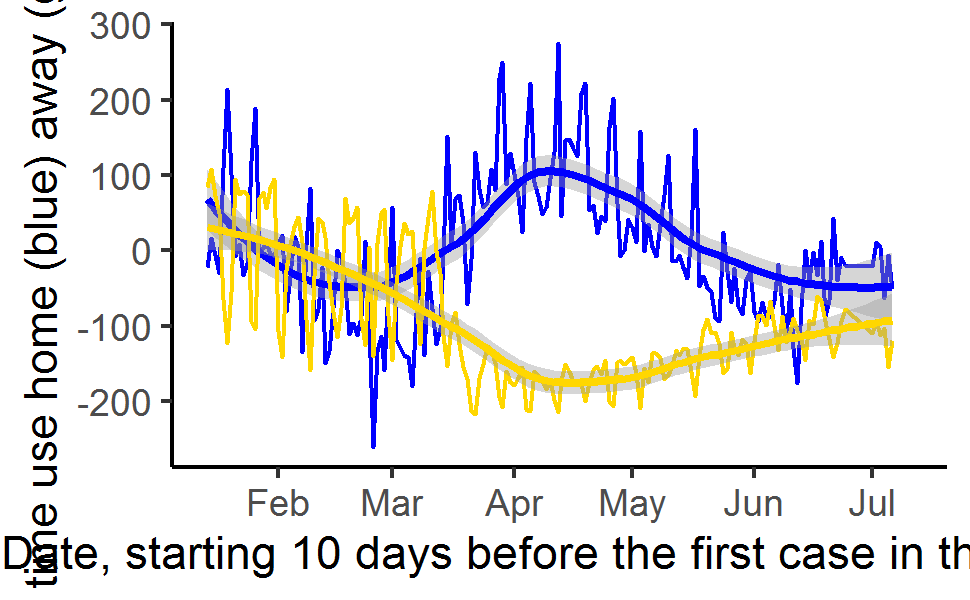 time use home (blue) away (
300
200
100
0
-100
-200
Feb Mar Apr May Jun Jul
Date, starting 10 days before the first case in th